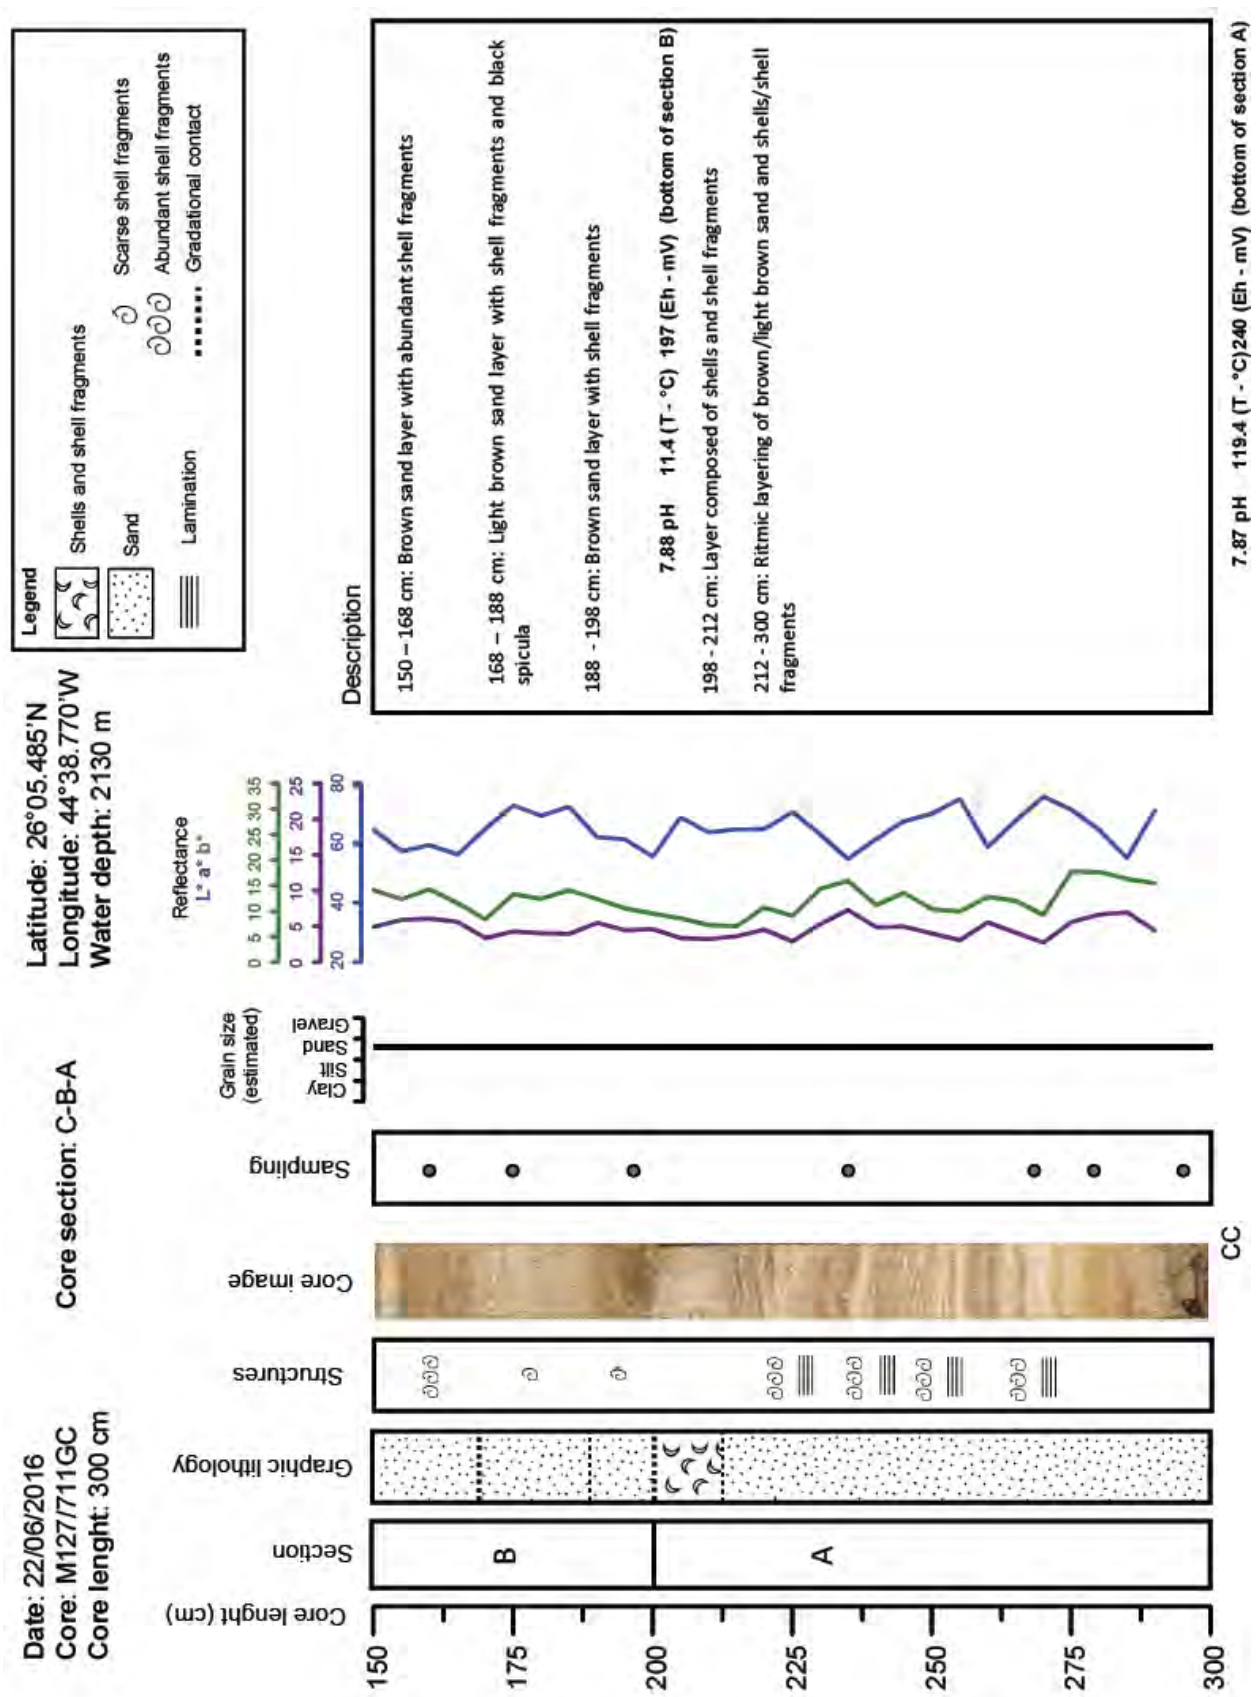 Date: 22/06/2016
Core: M127/711GC
Core lenght: 300 cm
Core section: C-B-A
Latitude: 26°05.485'N
Longitude: 44°38.770'W
Water depth: 2130 m
Legend
Shells and shell fragments
Sand
Lamination
Scarse shell fragments
Abundant shell fragments
Gradational contact
Core lenght (cm)
Section
Graphic lithology
Structures
Core image
Sampling
Grain size
(estimated)
Clay
Silt
Sand
Gravel
Reflectance
L* a* b*
0 5 10 15 20 25 30 35
0 5 10 15 20 25
20 40 60 80
Description
150
175
200
225
250
275
300
B
A
CC
150 – 168 cm: Brown sand layer with abundant shell fragments
168 – 188 cm: Light brown sand layer with shell fragments and black
spicula
188 - 198 cm: Brown sand layer with shell fragments
7.88 pH 11.4 (T - °C) 197 (Eh - mV) (bottom of section B)
198 - 212 cm: Layer composed of shells and shell fragments
212 - 300 cm: Ritmic layering of brown/light brown sand and shells/shell
fragments
7.87 pH 119.4 (T - °C)240 (Eh - mV) (bottom of section A)